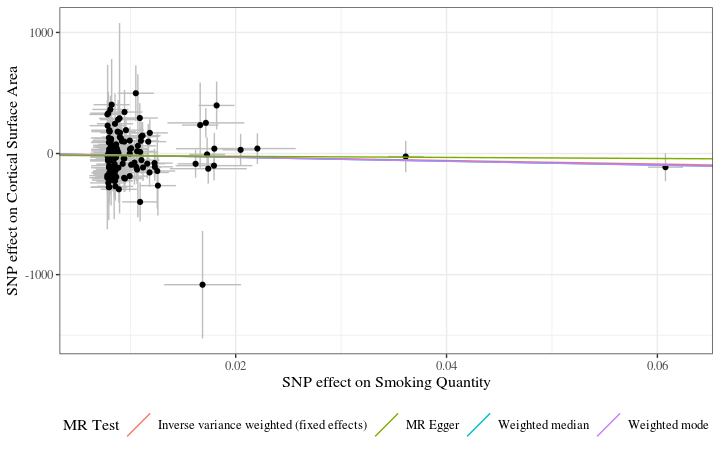 1000
0
-1000
SNP effect on Cortical Surface Area
0.02 0.04 0.06
SNP effect on Smoking Quantity
MR Test Inverse variance weighted (fixed effects) MR Egger Weighted median Weighted mode